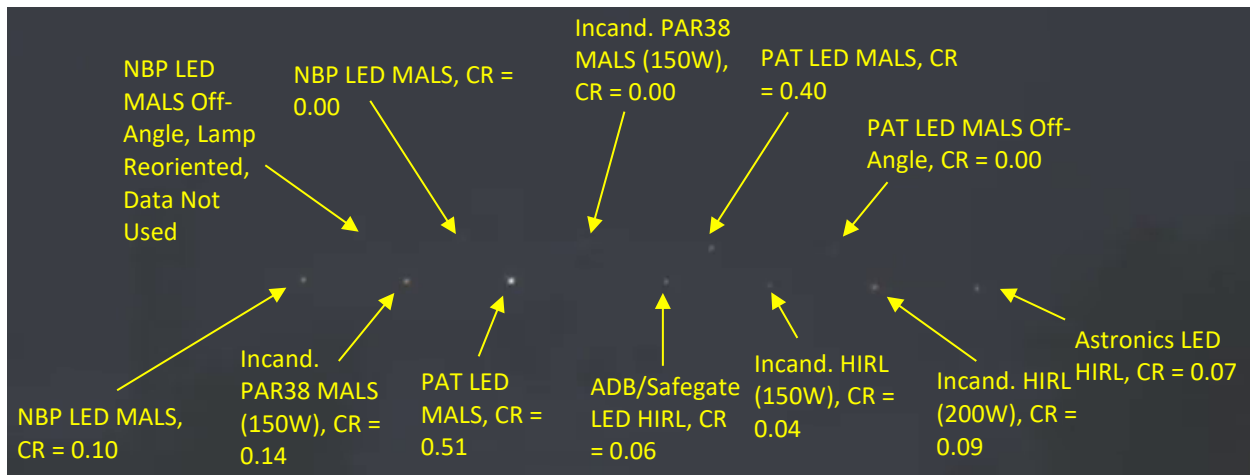 NBP LED
MALS Off-
Angle, Lamp
Reoriented,
Data Not
Used
NBP LED MALS, CR =
0.00
Incand. PAR38
MALS (150W),
CR = 0.00
PAT LED MALS, CR
= 0.40
PAT LED MALS Off-
Angle, CR = 0.00
NBP LED MALS,
CR = 0.10
Incand.
PAR38 MALS
(150W), CR =
0.14
PAT LED
MALS, CR =
0.51
ADB/Safegate
LED HIRL, CR
= 0.06
Incand. HIRL
(150W), CR =
0.04
Incand. HIRL
(200W), CR =
0.09
Astronics LED
HIRL, CR = 0.07